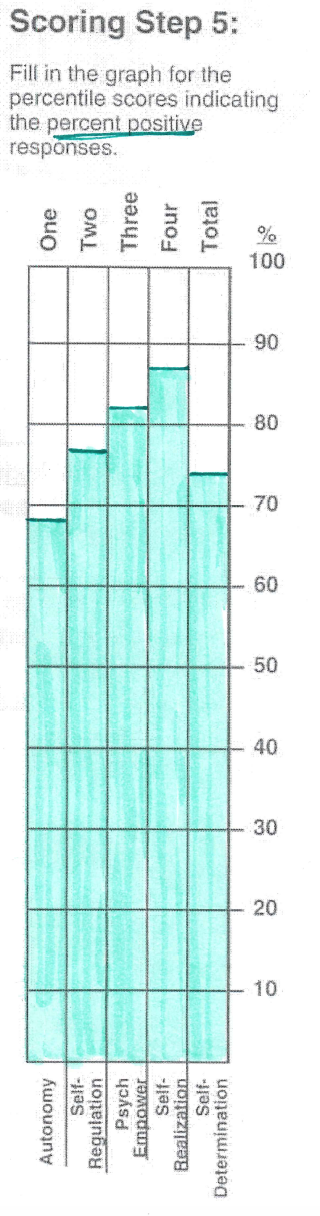 Scoring Step 5:
Fill in the graph for the
percentile scores indicating
the percent positive
responses.
One
Two
Three
Four
Total
%
100
90
80
70
60
50
40
30
20
10
Autonomy
Self-
Regulation
Psych
Empower
Self-
Realization
Self-
Determination